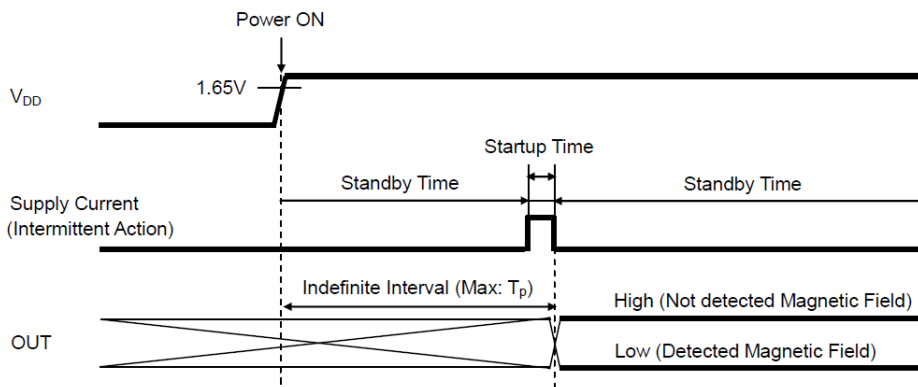 Power ON
1.65V
VDD
Startup Time
Standby Time
Standby Time
Supply Current
(Intermittent Action)
Indefinite Interval (Max: Tp)
High (Not detected Magnetic Field)
OUT
Low (Detected Magnetic Field)